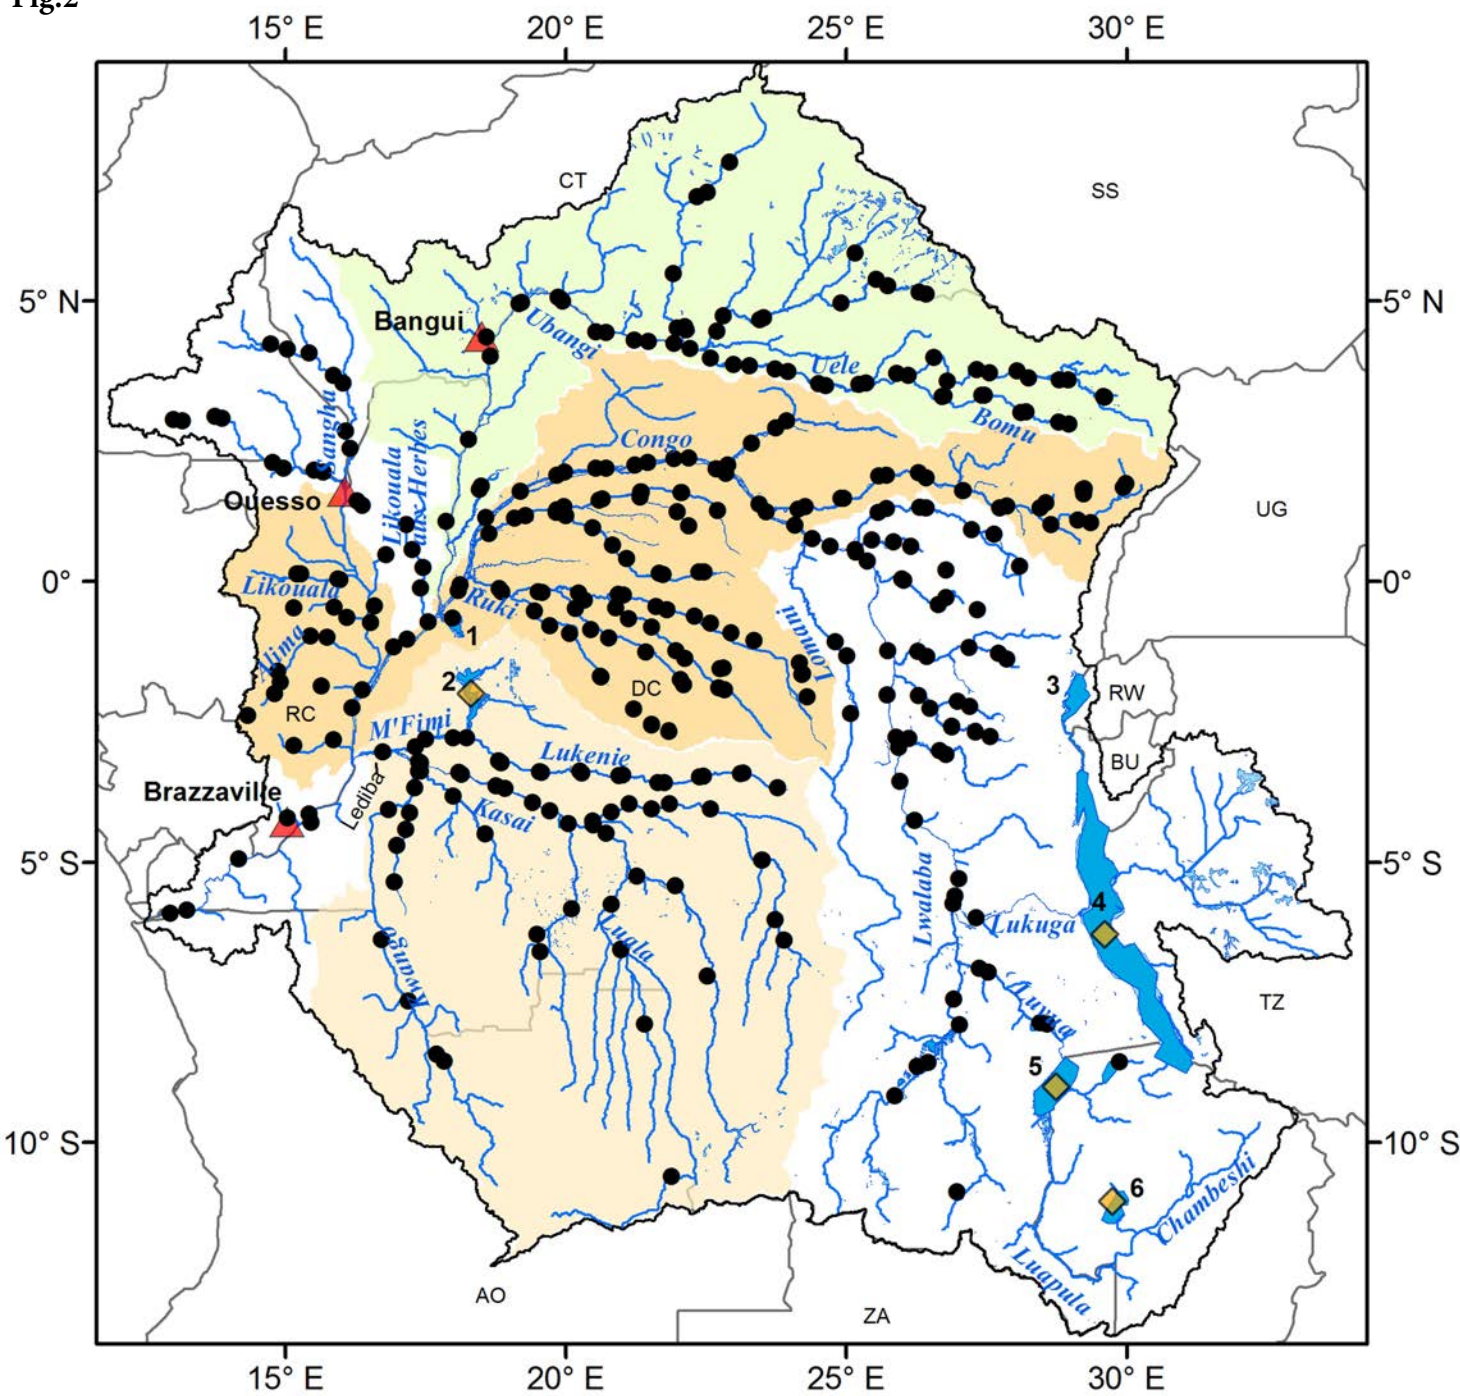 Fig.2
15° E 20° E 25° E 30° E
CT
SS
5° N 5° N
Bangui
Ubangi
Uele
Bomu
Sangha
Congo
Likouala
aux Herbes
Ouesso
UG
0° 0°
Likouala
Ruki
1
Lomani
Alima
2
DC
3
RW
RC
M'Fimi
Lukenie
BU
Brazzaville
Lediba
Kasai
5° S 5° S
Lwalaba
4
Lukuga
Luala
Kwango
Luvua
TZ
5
10° S 10° S
6
Chambeshi
Luapula
AO
ZA
15° E 20° E 25° E 30° E